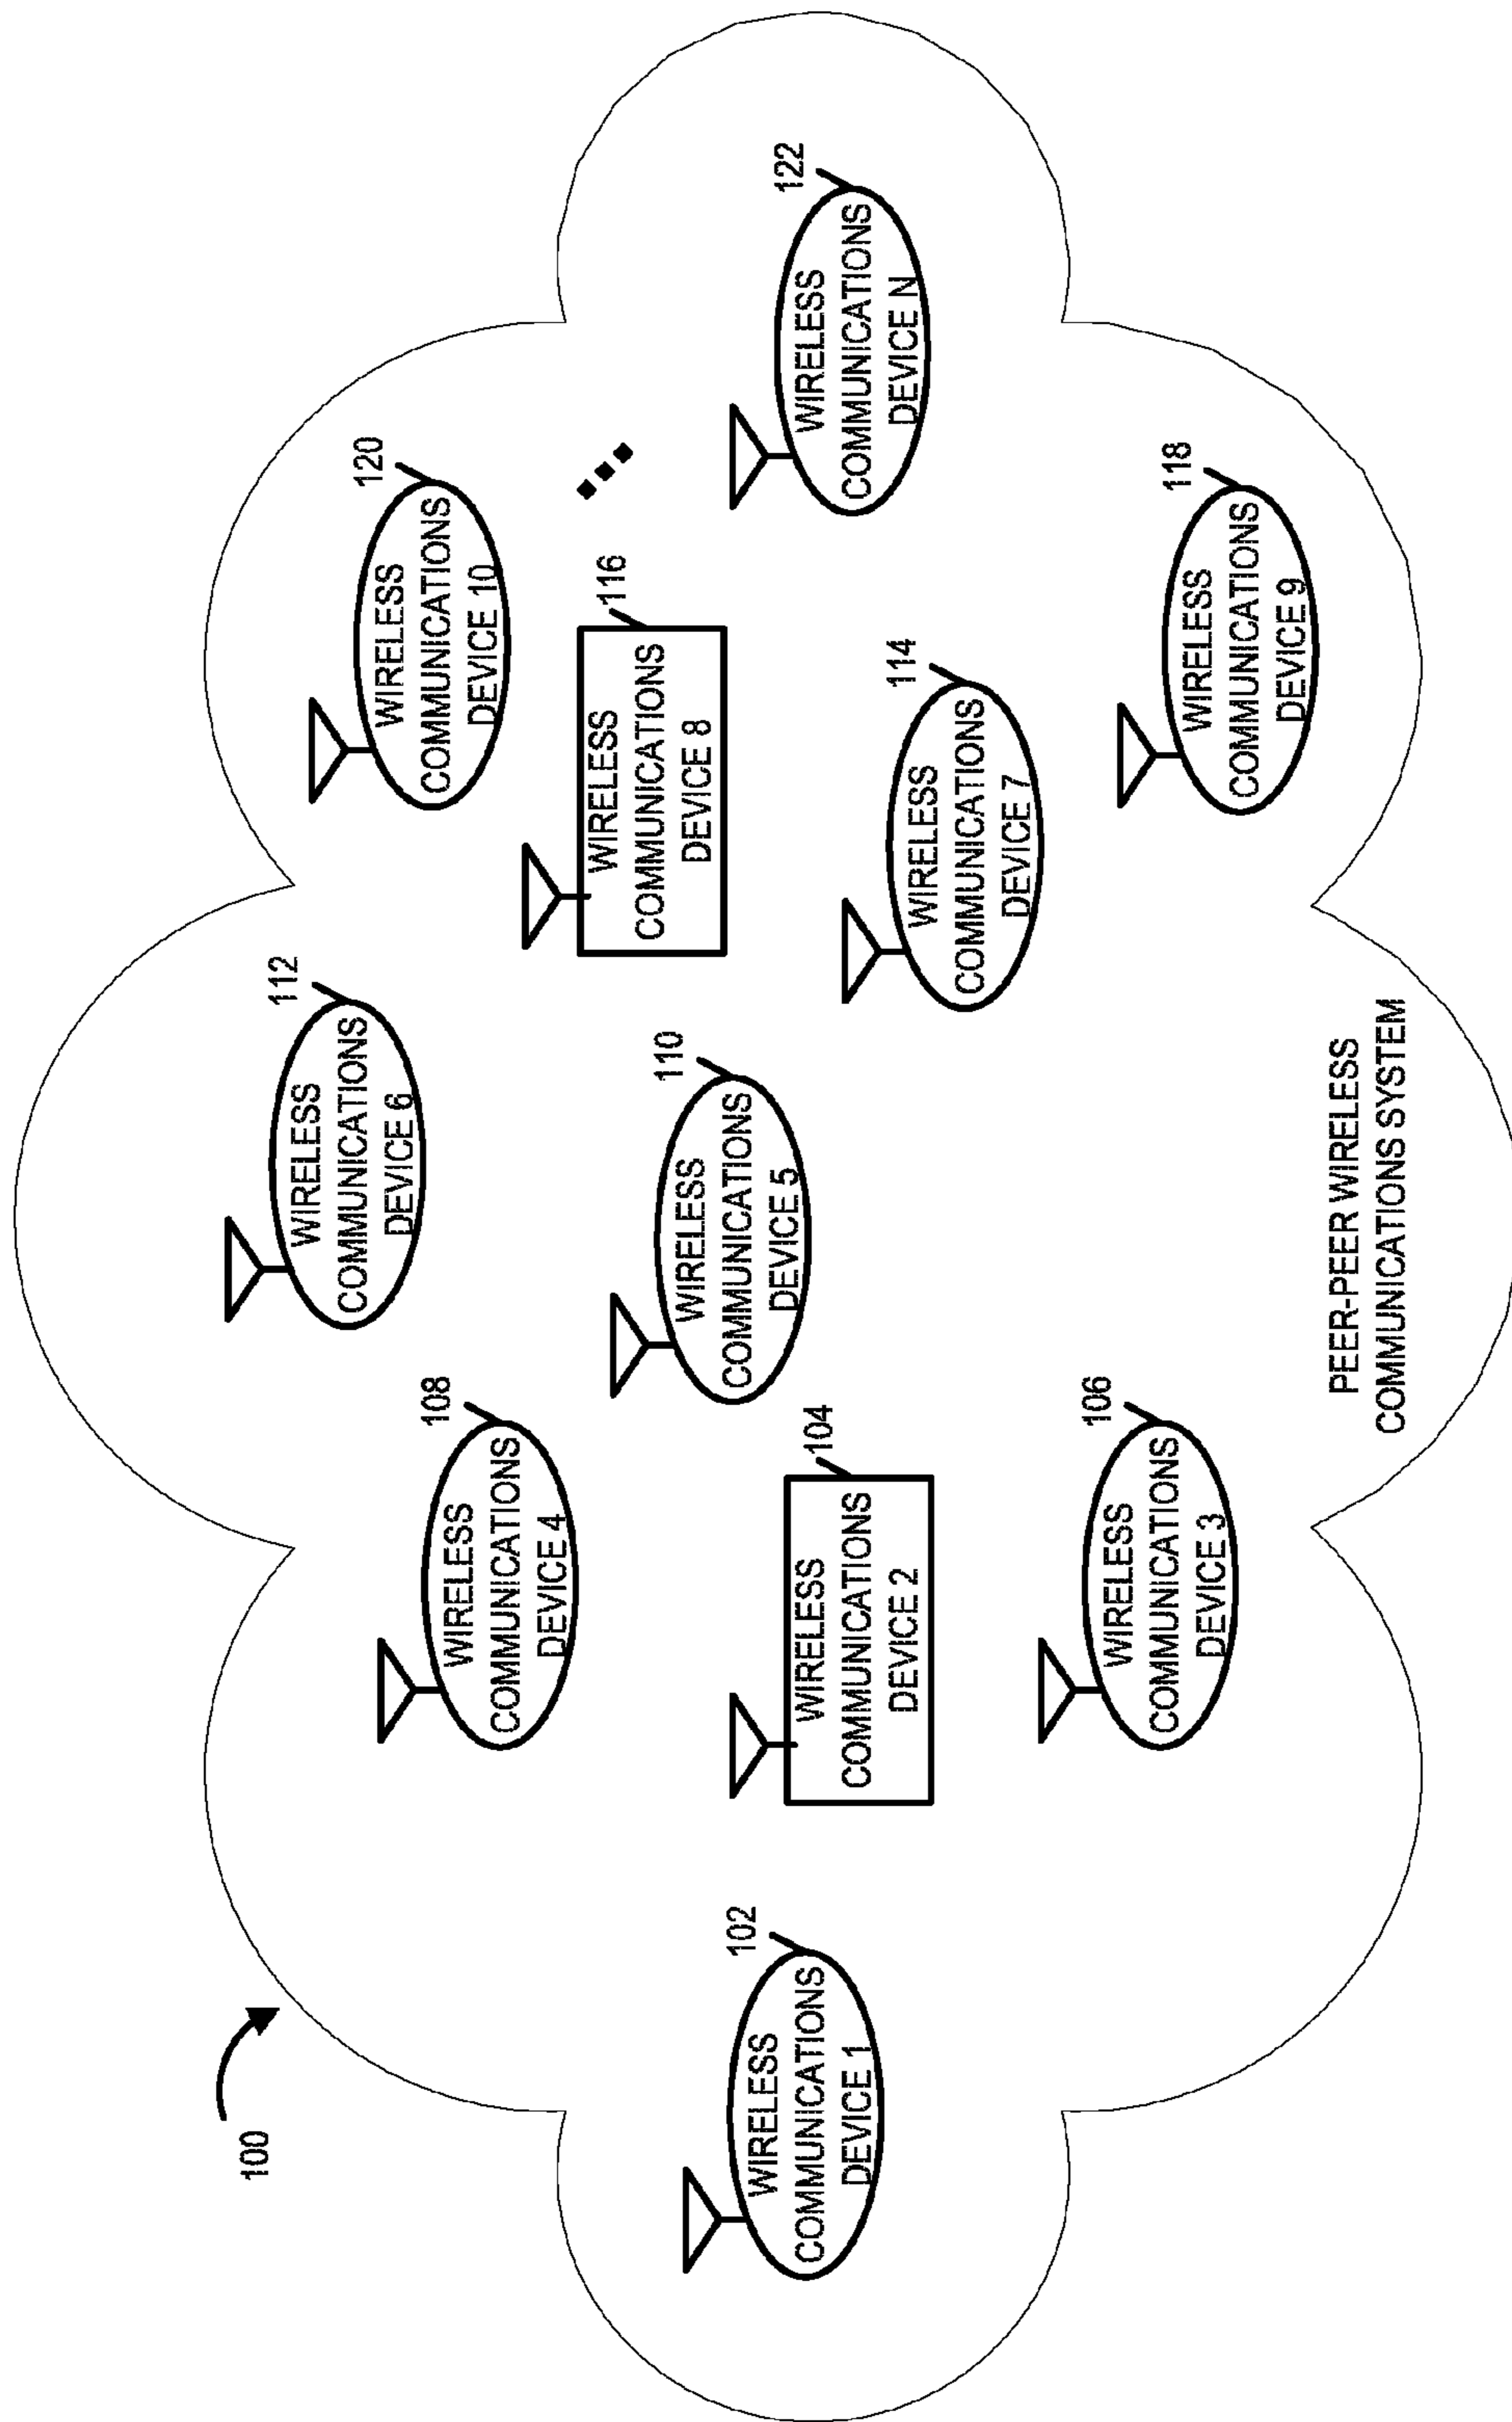 100
102
WIRELESS
COMMUNICATIONS
DEVICE 1
108
WIRELESS
COMMUNICATIONS
DEVICE 4
104
WIRELESS
COMMUNICATIONS
DEVICE 2
106
WIRELESS
COMMUNICATIONS
DEVICE 3
112
WIRELESS
COMMUNICATIONS
DEVICE 6
110
WIRELESS
COMMUNICATIONS
DEVICE 5
120
WIRELESS
COMMUNICATIONS
DEVICE 10
116
WIRELESS
COMMUNICATIONS
DEVICE 8
114
WIRELESS
COMMUNICATIONS
DEVICE 7
122
WIRELESS
COMMUNICATIONS
DEVICE N
118
WIRELESS
COMMUNICATIONS
DEVICE 9
PEER-PEER WIRELESS
COMMUNICATIONS SYSTEM